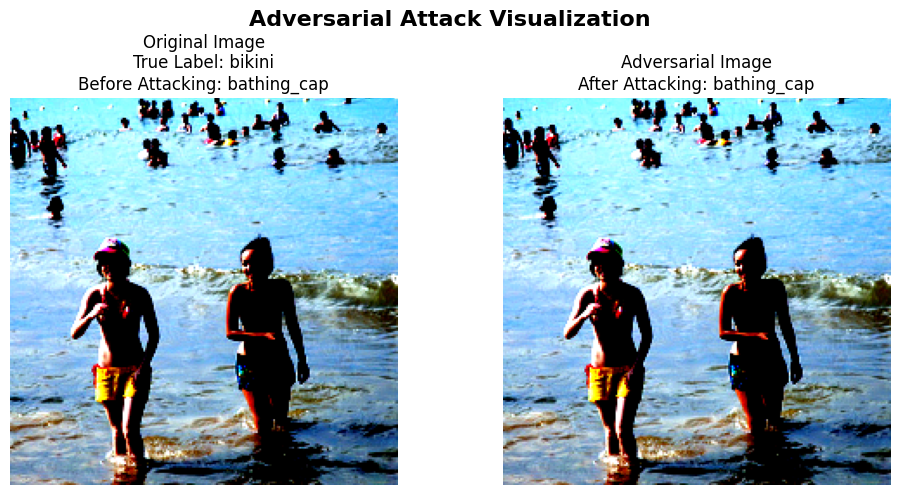 Adversarial Attack Visualization
Original Image
True Label: bikini
Before Attacking: bathing_cap
Adversarial Image
After Attacking: bathing_cap